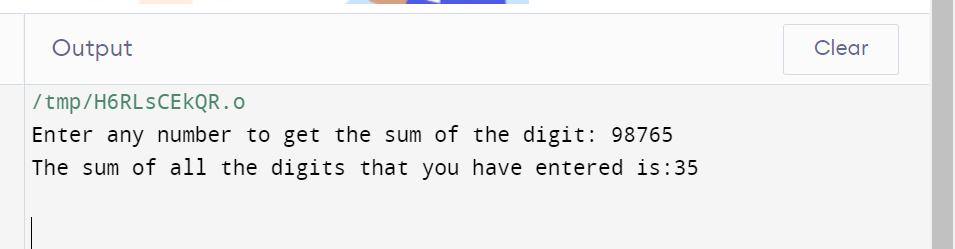 Output
Clear
/tmp/H6RLsCEkQR.o
Enter any number to get the sum of the digit: 98765
The sum of all the digits that you have entered is:35